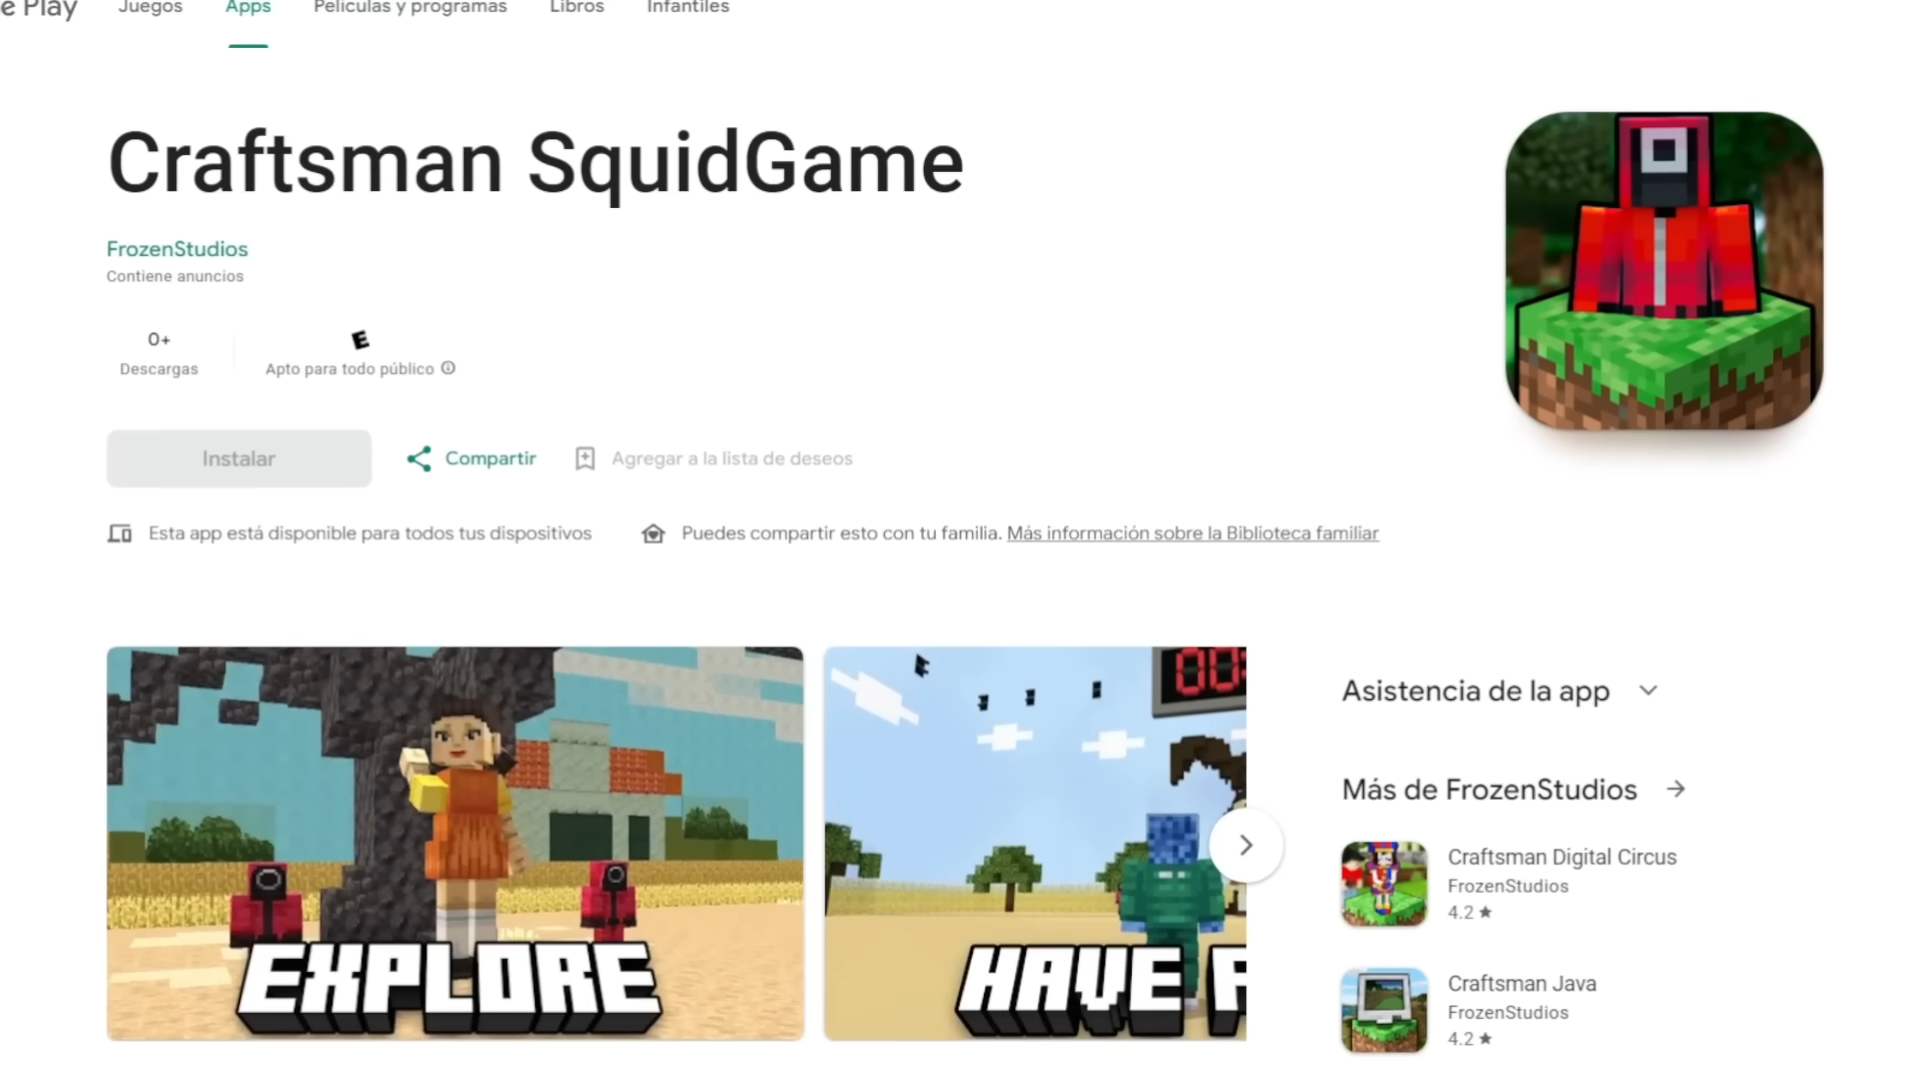 e Play Juegos Apps Películas y programas Libros Infantiles
Craftsman SquidGame
FrozenStudios
Contiene anuncios
0+
Descargas
E
Apto para todo público
Instalar
Compartir
Agregar a la lista de deseos
Esta app está disponible para todos tus dispositivos
Puedes compartir esto con tu familia. Más información sobre la Biblioteca familiar
00:
EXPLORE
HAVE F
Asistencia de la app
Más de FrozenStudios
Craftsman Digital Circus
FrozenStudios
4.2 ★
Craftsman Java
FrozenStudios
4.2 ★